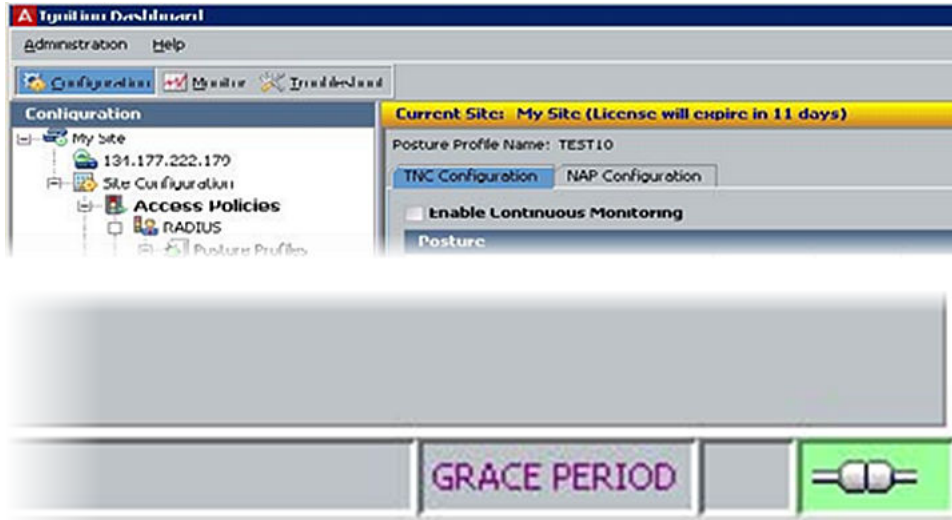 A Ignition Dashboard
Administration Help
Configuration Monitor Troubleshoot
Configuration
Current Site: My Site (License will expire in 11 days)
My Site
Posture Profile Name: TEST10
134.177.222.179
TNC Configuration NAP Configuration
Site Configuration
Access Policies
Enable Continuous Monitoring
RADIUS
Posture
Posture Profiles
GRACE PERIOD